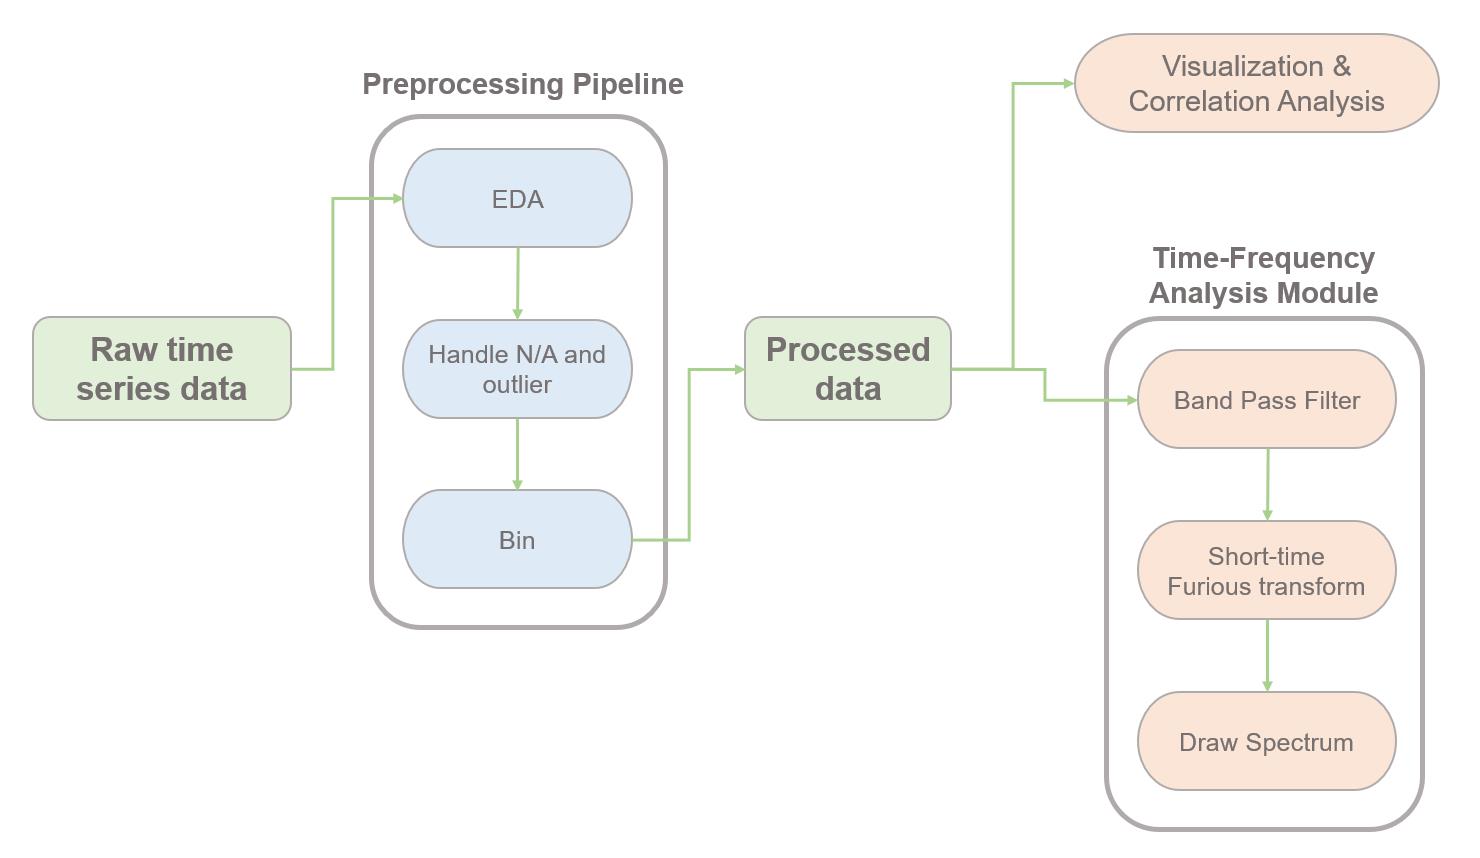 Preprocessing Pipeline
EDA
Handle N/A and
outlier
Bin
Raw time
series data
Processed
data
Visualization &
Correlation Analysis
Time-Frequency
Analysis Module
Band Pass Filter
Short-time
Furious transform
Draw Spectrum